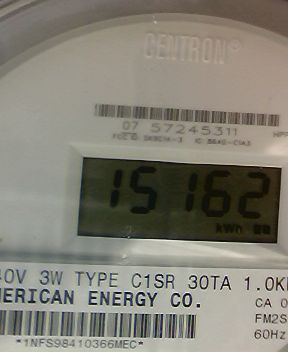 CENTRON®
07 57245311
15162
kWh
40V 3W TYPE C1SR 30TA 1.0K
MERICAN ENERGY CO.
CA 0
FM2S
60Hz
*1NFS98410366MEC*